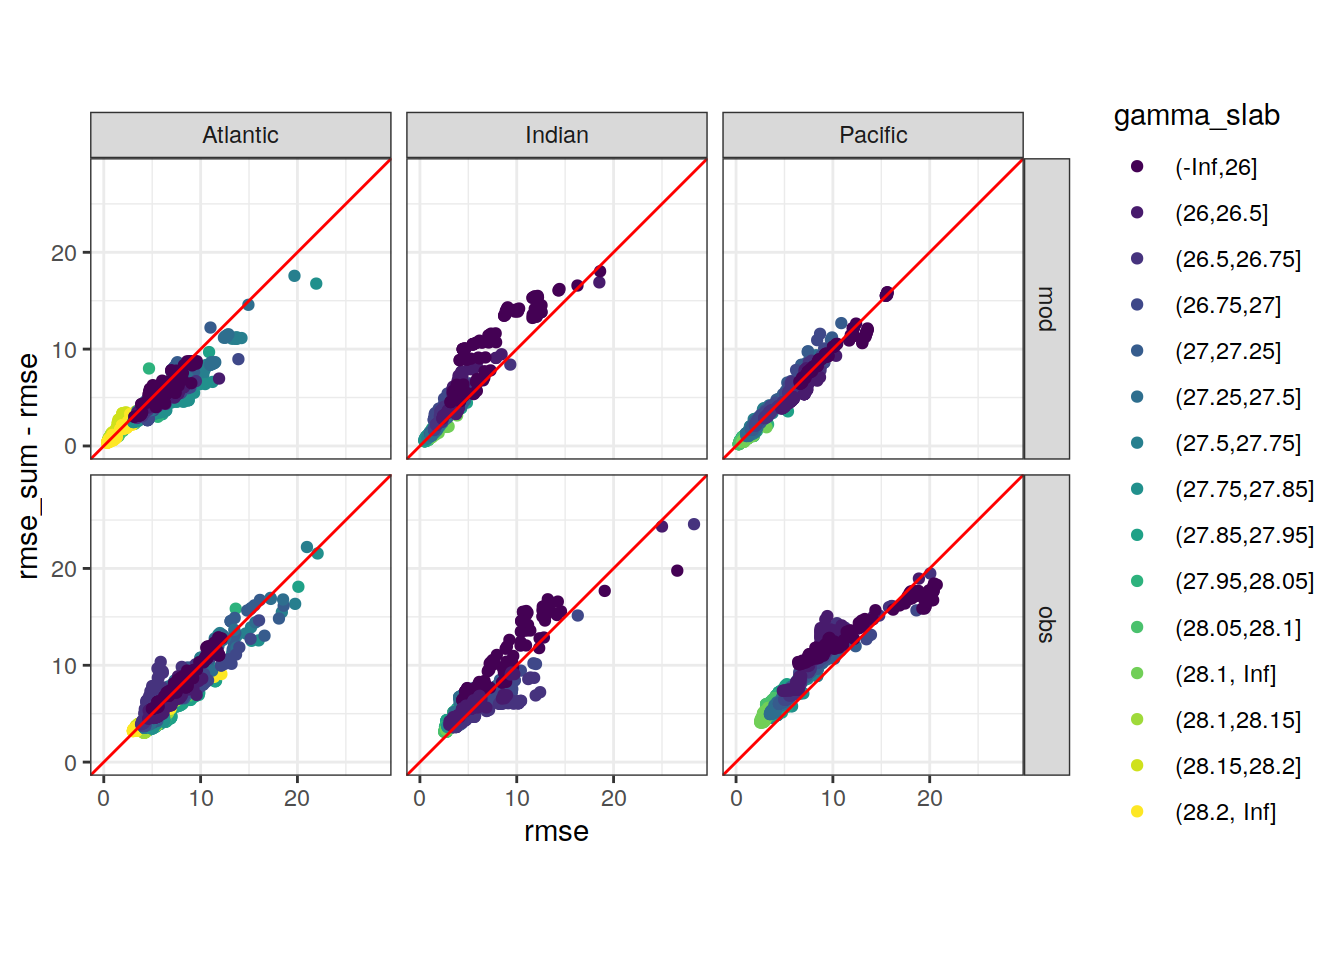 Atlantic
Indian
Pacific
gamma_slab
(-Inf,26]
(26,26.5]
(26.5,26.75]
(26.75,27]
(27,27.25]
(27.25,27.5]
(27.5,27.75]
(27.75,27.85]
(27.85,27.95]
(27.95,28.05]
(28.05,28.1]
(28.1, Inf]
(28.1,28.15]
(28.15,28.2]
(28.2, Inf]
rmse_sum - rmse
20
10
0
mod
20
10
0
obs
0 10 20
0 10 20
0 10 20
rmse